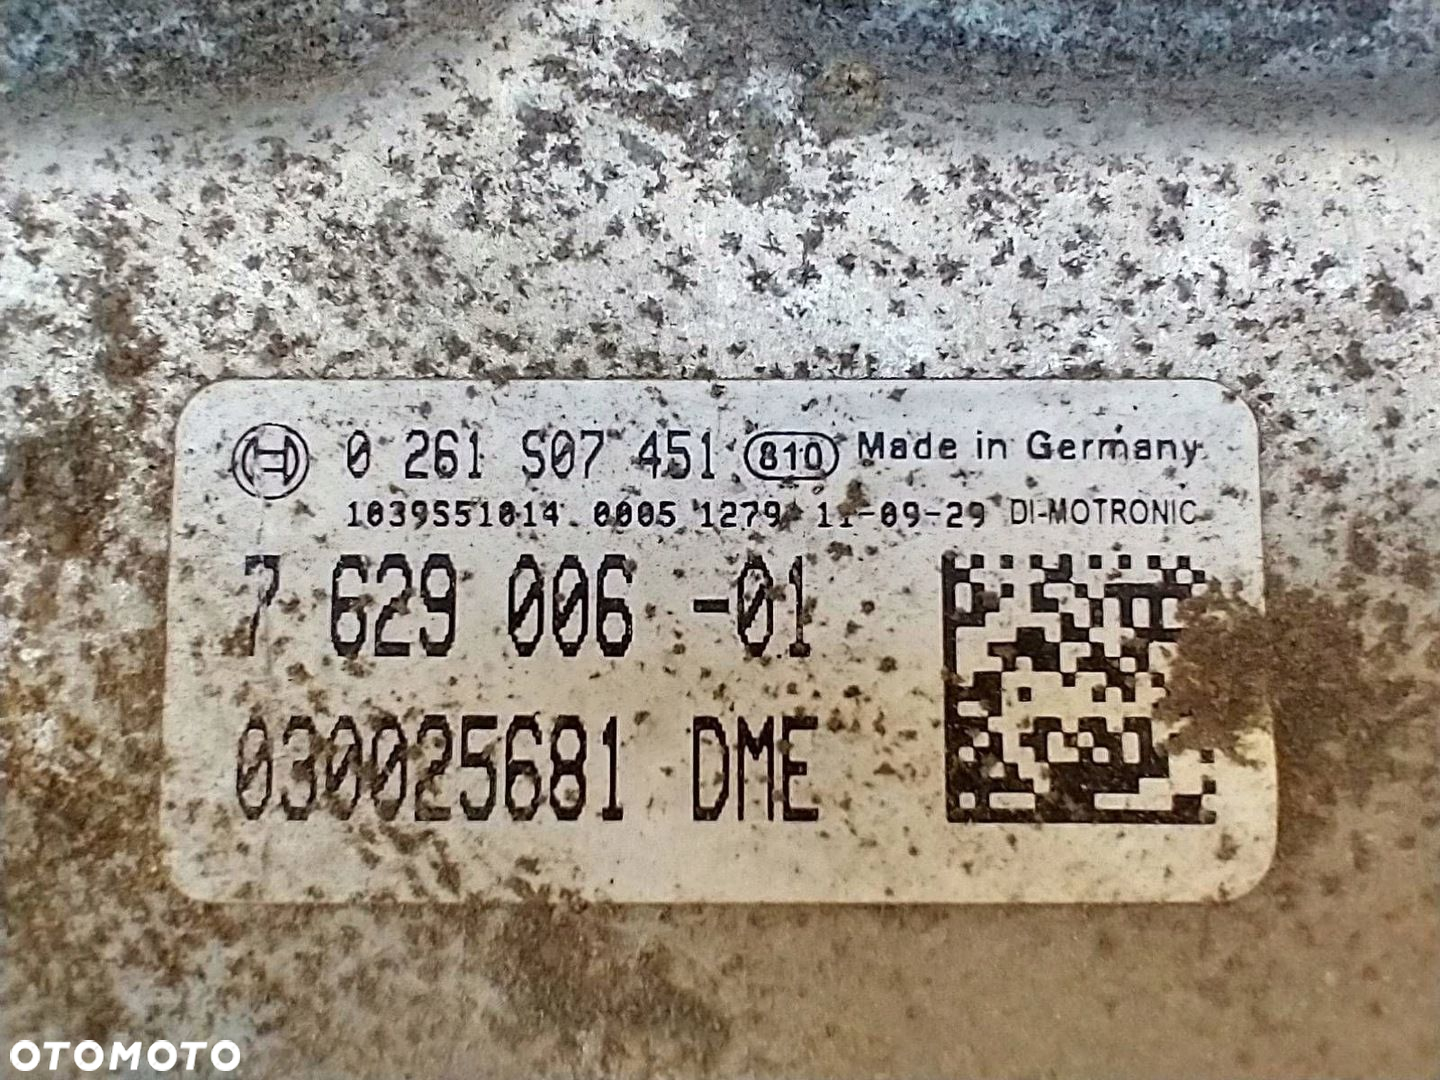 0 261 S07 451 810 Made in Germany
1039S51014 0005 1279 11-09-29 DI-MOTRONIC
7 629 006 -01
030025681 DME
OTOMOTO